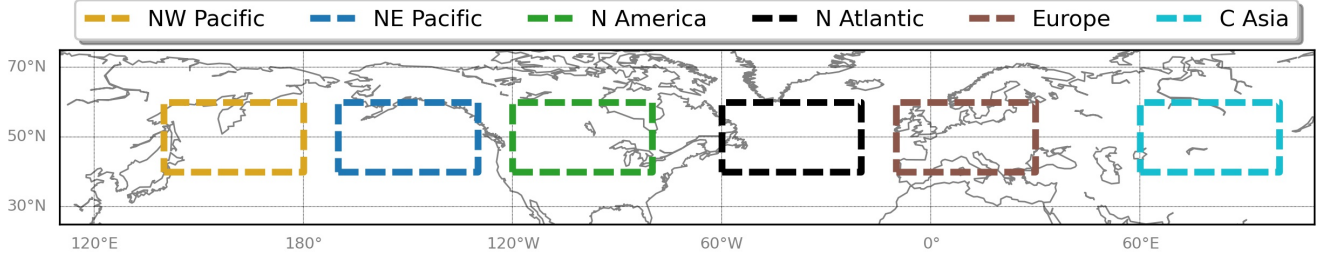 NW Pacific NE Pacific N America N Atlantic Europe C Asia
70°N
50°N
30°N
120°E 180° 120°W 60°W 0° 60°E